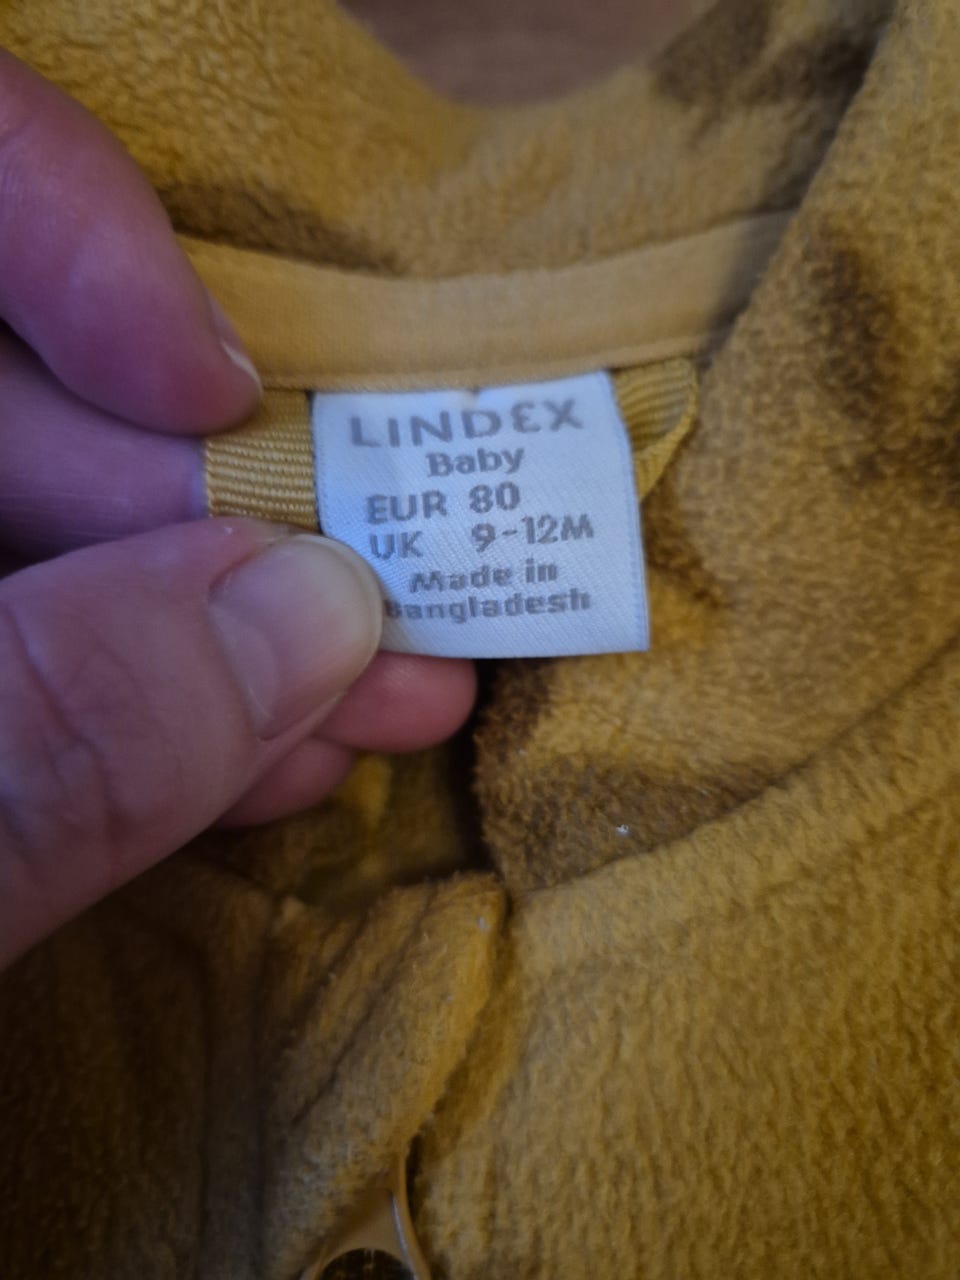 LINDEX
Baby
EUR 80
UK 9-12M
Made in
Bangladesh